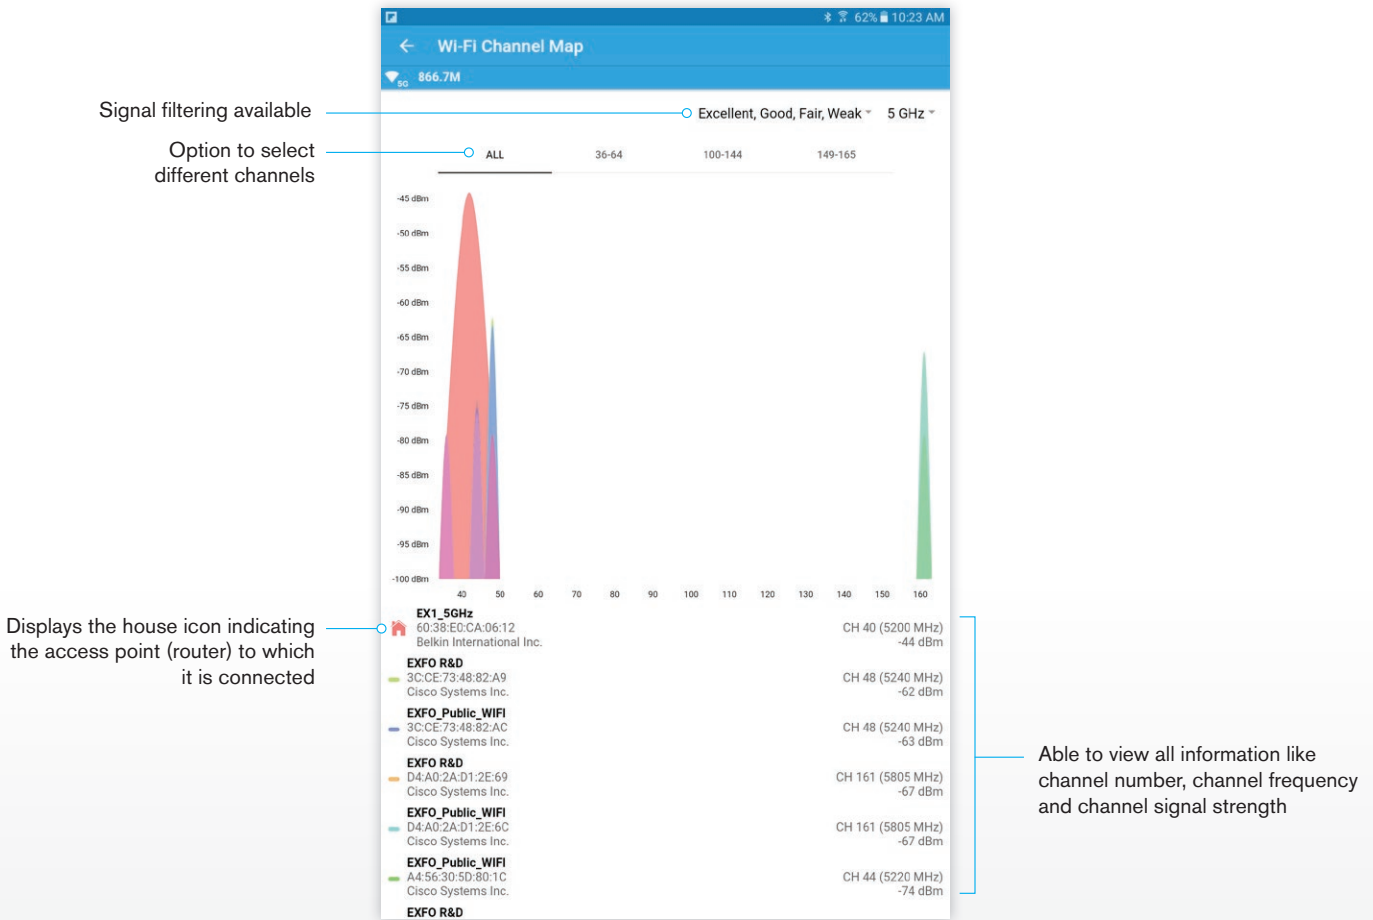 62% 10:23 AM
Wi-Fi Channel Map
5G 866.7M
Signal filtering available
Excellent, Good, Fair, Weak 5 GHz
Option to select
different channels
ALL 36-64 100-144 149-165
-45 dBm
-50 dBm
-55 dBm
-60 dBm
-65 dBm
-70 dBm
-75 dBm
-80 dBm
-85 dBm
-90 dBm
-95 dBm
-100 dBm
40 50 60 70 80 90 100 110 120 130 140 150 160
Displays the house icon indicating
the access point (router) to which
it is connected
EX1_5GHz
60:38:E0:CA:06:12 CH 40 (5200 MHz)
Belkin International Inc. -44 dBm
EXFO R&D
3C:CE:73:48:82:A9 CH 48 (5240 MHz)
Cisco Systems Inc. -62 dBm
EXFO_Public_WIFI
3C:CE:73:48:82:AC CH 48 (5240 MHz)
Cisco Systems Inc. -63 dBm
EXFO R&D
D4:A0:2A:D1:2E:69 CH 161 (5805 MHz)
Cisco Systems Inc. -67 dBm
EXFO_Public_WIFI
D4:A0:2A:D1:2E:6C CH 161 (5805 MHz)
Cisco Systems Inc. -67 dBm
EXFO_Public_WIFI
A4:56:30:5D:80:1C CH 44 (5220 MHz)
Cisco Systems Inc. -74 dBm
EXFO R&D
Able to view all information like
channel number, channel frequency
and channel signal strength